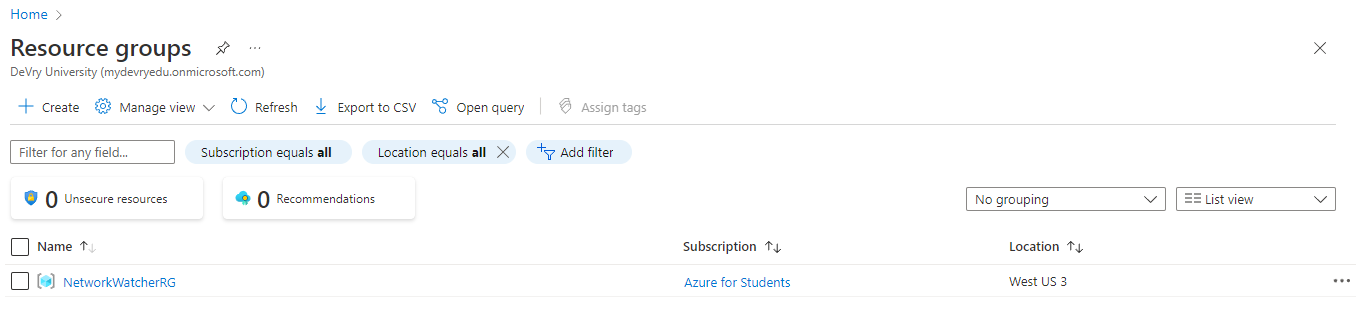 Home
Resource groups
DeVry University (mydevryedu.onmicrosoft.com)
Create Manage view Refresh Export to CSV Open query Assign tags
Filter for any field... Subscription equals all Location equals all Add filter
0 Unsecure resources 0 Recommendations No grouping List view
Name Subscription Location
NetworkWatcherRG Azure for Students West US 3